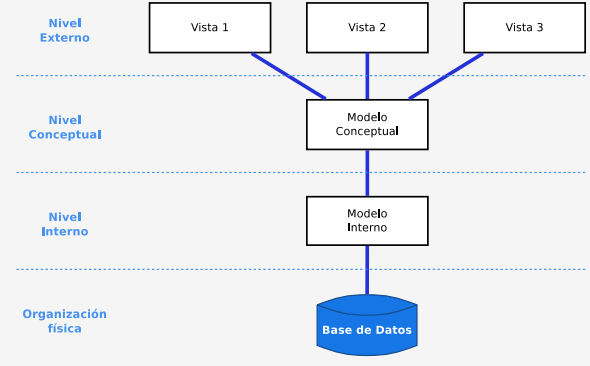 Nivel
Externo
Vista 1
Vista 2
Vista 3
Nivel
Conceptual
Modelo
Conceptual
Nivel
Interno
Modelo
Interno
Organización
física
Base de Datos